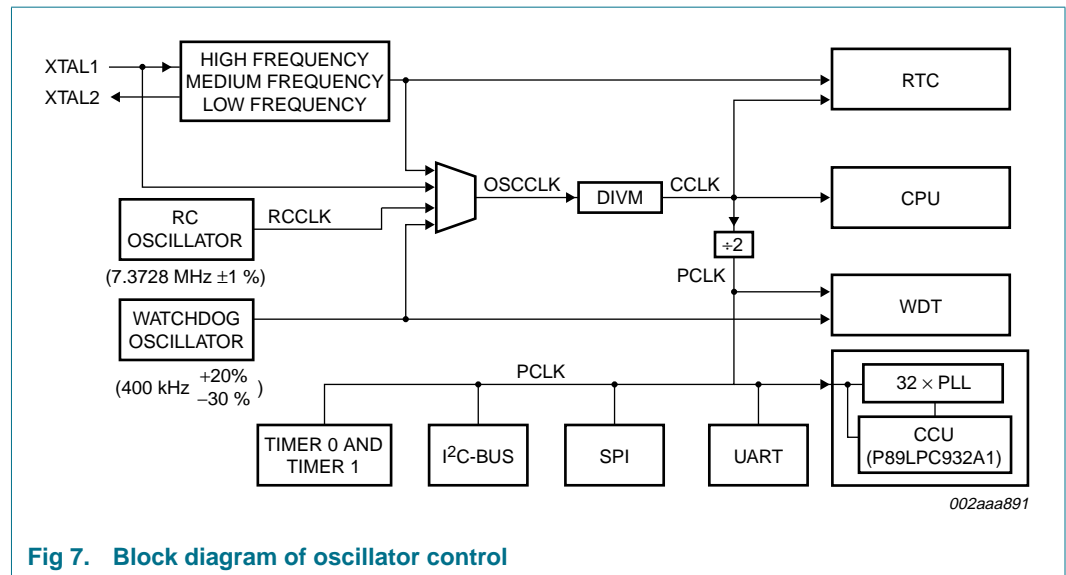 XTAL1
XTAL2
HIGH FREQUENCY
MEDIUM FREQUENCY
LOW FREQUENCY
RTC
OSCCLK
DIVM
CCLK
CPU
RC
OSCILLATOR
RCCLK
(7.3728 MHz ±1 %)
÷2
PCLK
WDT
WATCHDOG
OSCILLATOR
(400 kHz +20% −30 % )
PCLK
32 × PLL
CCU
(P89LPC932A1)
TIMER 0 AND
TIMER 1
I²C-BUS
SPI
UART
002aaa891
Fig 7. Block diagram of oscillator control